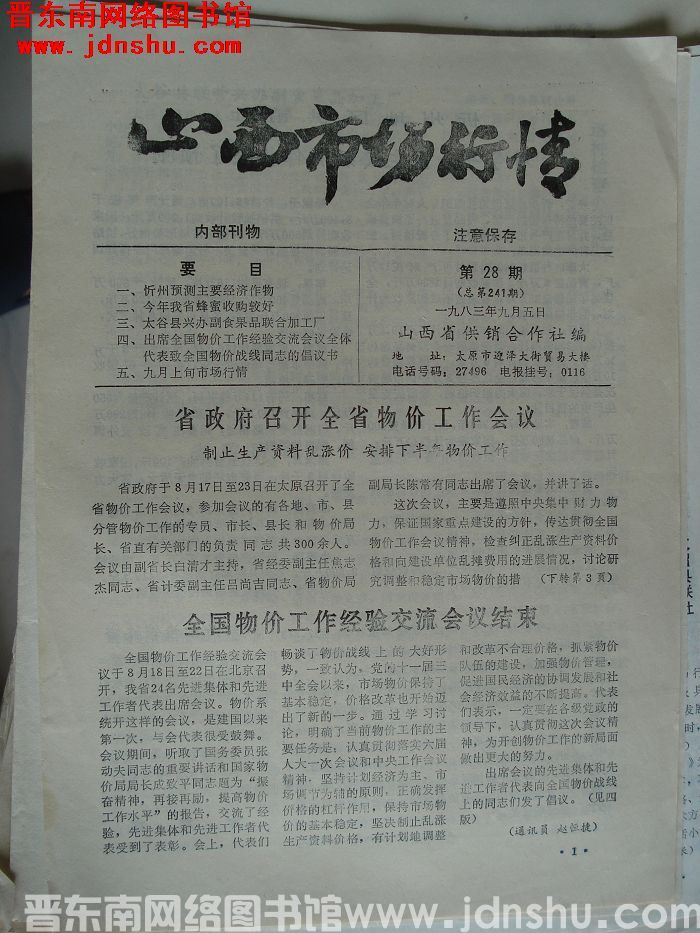 晋东南网络图书馆
www.jdnshu.com
山西市场行情
内部刊物
注意保存
要 目
一、忻州预测主要经济作物
二、今年我省蜂蜜收购较好
三、太谷县兴办副食果品联合加工厂
四、出席全国物价工作经验交流会议全体
代表致全国物价战线同志的倡议书
五、九月上旬市场行情
第28期
（总第241期）
一九八三年九月五日
山西省供销合作社编
地 址：太原市迎泽大街贸易大楼
电话号码：27496 电报挂号：0116
省政府召开全省物价工作会议
制止生产资料乱涨价 安排下半年物价工作
省政府于8月17日至23日在太原召开了全
省物价工作会议，参加会议的有各地、市、县
分管物价工作的专员、市长、县长和物价局
长、省直有关部门的负责同志共300余人。
会议由副省长白清才主持，省经委副主任焦志
杰同志、省计委副主任吕尚吉同志、省物价局
副局长陈常有同志出席了会议，并讲了话。
这次会议，主要是遵照中央集中财力物
力，保证国家重点建设的方针，传达贯彻全国
物价工作会议精神，检查纠正乱涨生产资料价
格和向建设单位乱摊费用的进展情况，讨论研
究调整和稳定市场物价的措 （下转第3页）
全国物价工作经验交流会议结束
全国物价工作经验交流会
议于8月18日至22日在北京召
开，我省24名先进集体和先进
工作者代表出席会议。物价系
统开这样的会议，是建国以来
第一次，与会代表很受鼓舞。
会议期间，听取了国务委员张
动夫同志的重要讲话和国家物
价局局长成致平同志题为“振
奋精神，再接再励，提高物价
工作水平”的报告，交流了经
验，先进集体和先进工作者代
表受到了表彰。会上，代表们
畅谈了物价战线上的大好形
势，一致认为，党的十一届三
中全会以来，市场物价保持了
基本稳定，价格改革也开始迈
出了新的一步。通过学习讨
论，明确了当前物价工作的主
要任务是：认真贯彻落实六届
人大一次会议和中央工作会议
精神，坚持计划经济为主、市
场调节为辅的原则，正确发挥
价格的杠杆作用，保持市场物
价的基本稳定，坚决制止乱涨
生产资料价格，有计划地调整
和改革不合理价格，抓紧物价
队伍的建设，加强物价管理，
促进国民经济的协调发展和社
会经济效益的不断提高。代表
们表示，一定要在各级党政的
领导下，认真贯彻这次会议精
神，为开创物价工作的新局面
做出更大的努力。
出席会议的先进集体和先
进工作者代表向全国物价战线
上的同志们发了倡议。（见四
版）
（通讯员 赵恒捷）
·1·
晋东南网络图书馆www.jdnshu.com